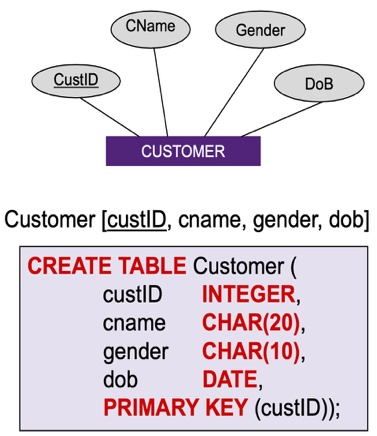 CName
Gender
CustID
DoB
CUSTOMER
Customer [custID, cname, gender, dob]
CREATE TABLE Customer (
custID INTEGER,
cname CHAR(20),
gender CHAR(10),
dob DATE,
PRIMARY KEY (custID));